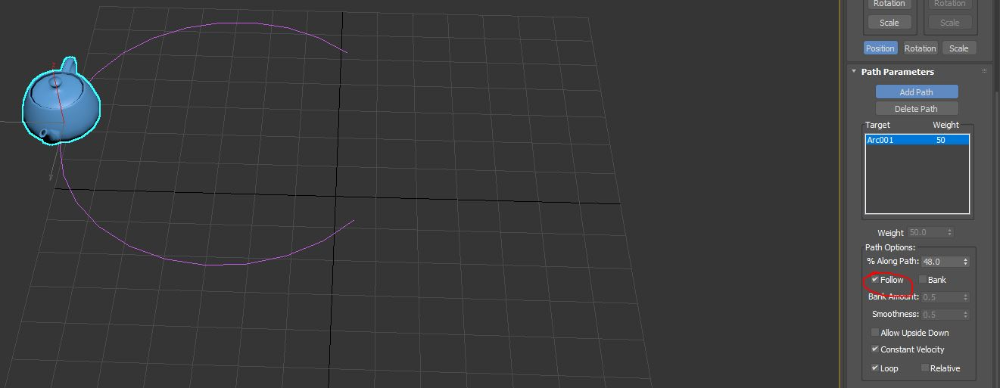 Rotation Rotation
Scale Scale
Position Rotation Scale
Path Parameters
Add Path
Delete Path
Target Weight
Arc001 50
Weight 50.0
Path Options:
% Along Path: 48.0
Follow Bank
Bank Amount: 0.5
Smoothness: 0.5
Allow Upside Down
Constant Velocity
Loop Relative